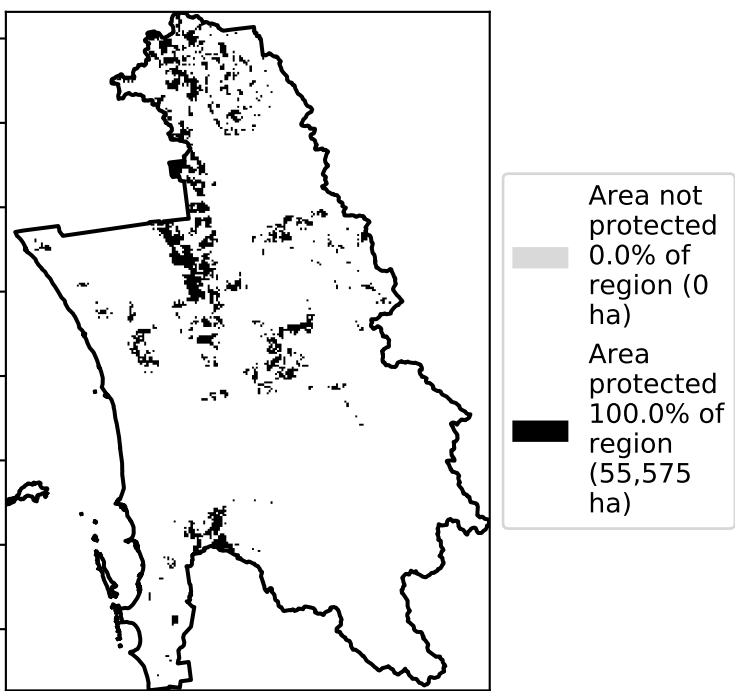 Area not
protected
0.0% of
region (0
ha)
Area
protected
100.0% of
region
(55,575
ha)